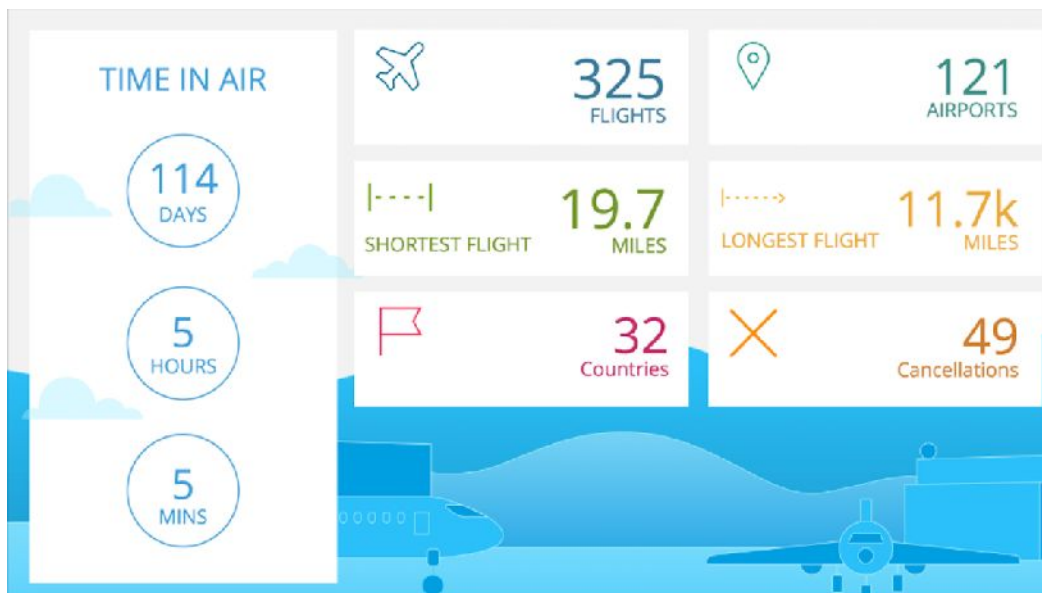 TIME IN AIR
114
DAYS
5
HOURS
5
MINS
325
FLIGHTS
121
AIRPORTS
19.7
SHORTEST FLIGHT
MILES
11.7k
LONGEST FLIGHT
MILES
32
Countries
49
Cancellations